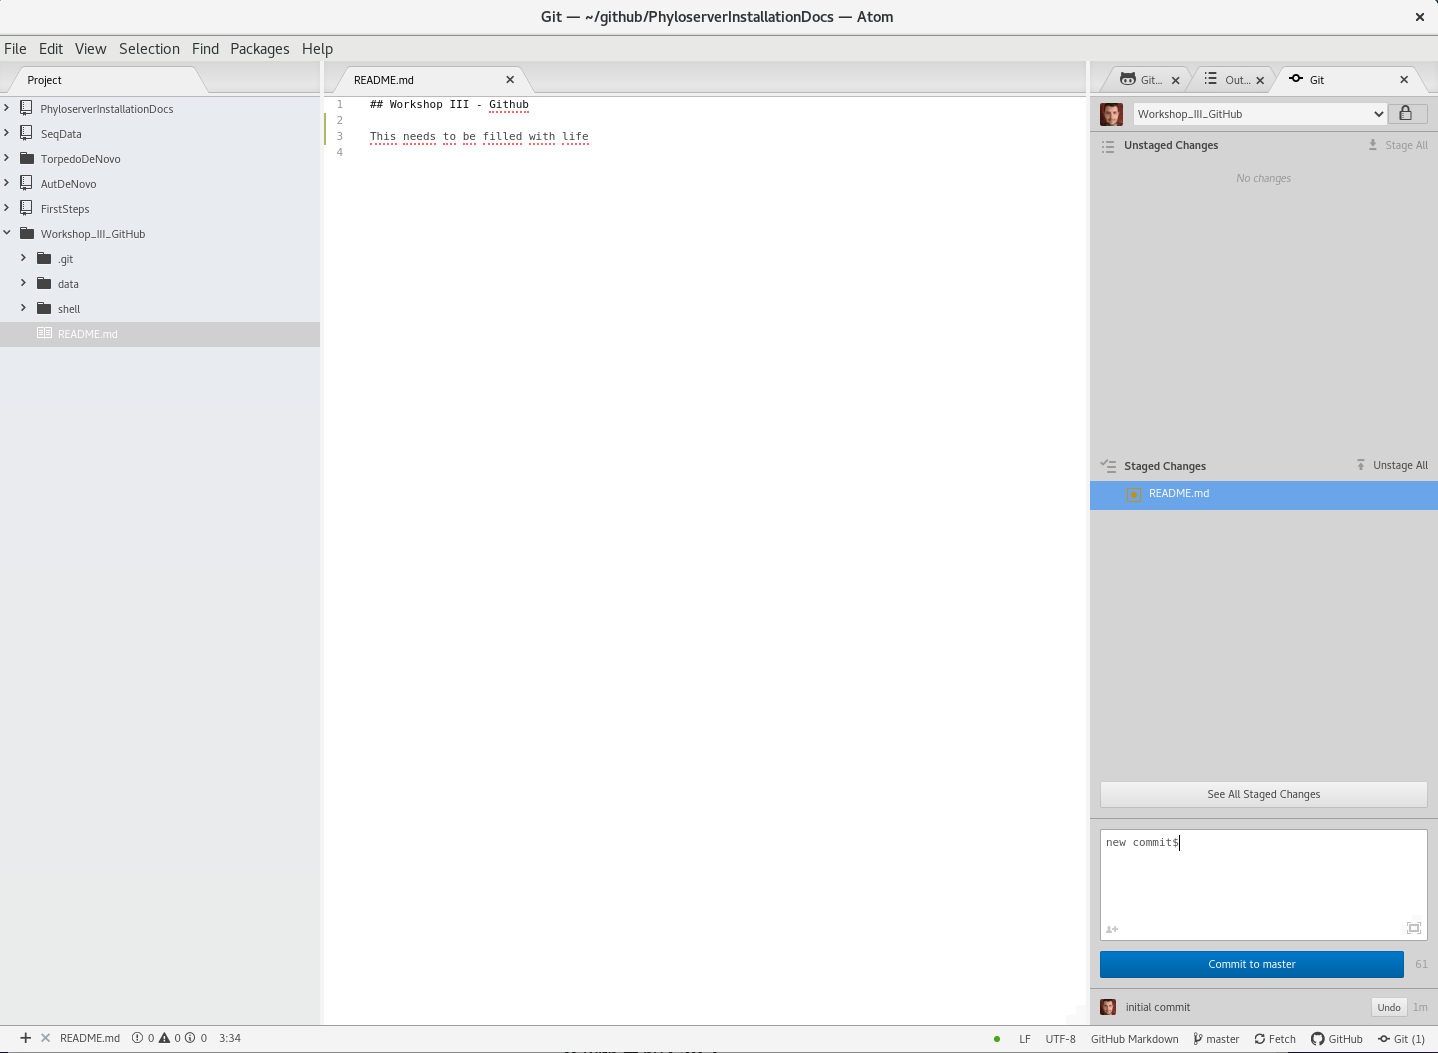 Git — ~/github/PhyloserverInstallationDocs — Atom
File Edit View Selection Find Packages Help
Project
PhyloserverInstallationDocs
SeqData
TorpedoDeNovo
AutDeNovo
FirstSteps
Workshop_III_GitHub
.git
data
shell
README.md
README.md
1 ## Workshop III - Github
2
3 This needs to be filled with life
4
Git... Out... Git
Workshop_III_GitHub
Unstaged Changes Stage All
No changes
Staged Changes Unstage All
README.md
See All Staged Changes
new commit$
Commit to master 61
initial commit Undo 1m
README.md 0 0 0 3:34
LF UTF-8 GitHub Markdown master Fetch GitHub Git (1)